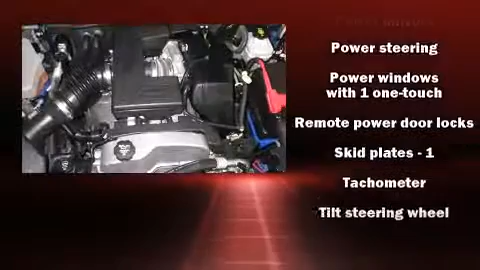 Power steering
Power windows
with 1 one-touch
Remote power door locks
Skid plates - 1
Tachometer
Tilt steering wheel